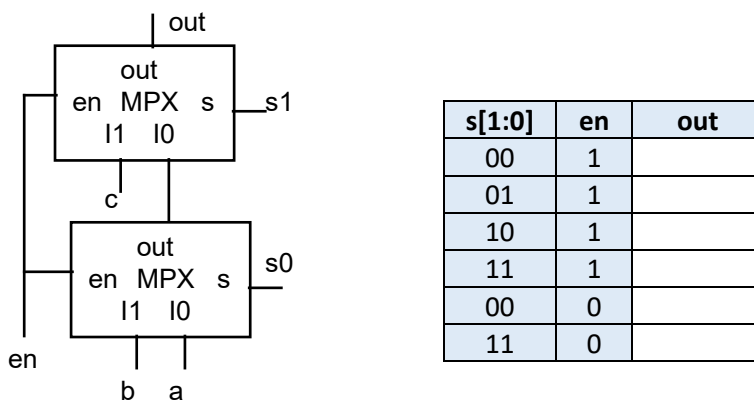 out
out
en MPX s
s1
I1 I0
c
out
en MPX s
s0
I1 I0
en
b a
s[1:0] en out
00 1
01 1
10 1
11 1
00 0
11 0